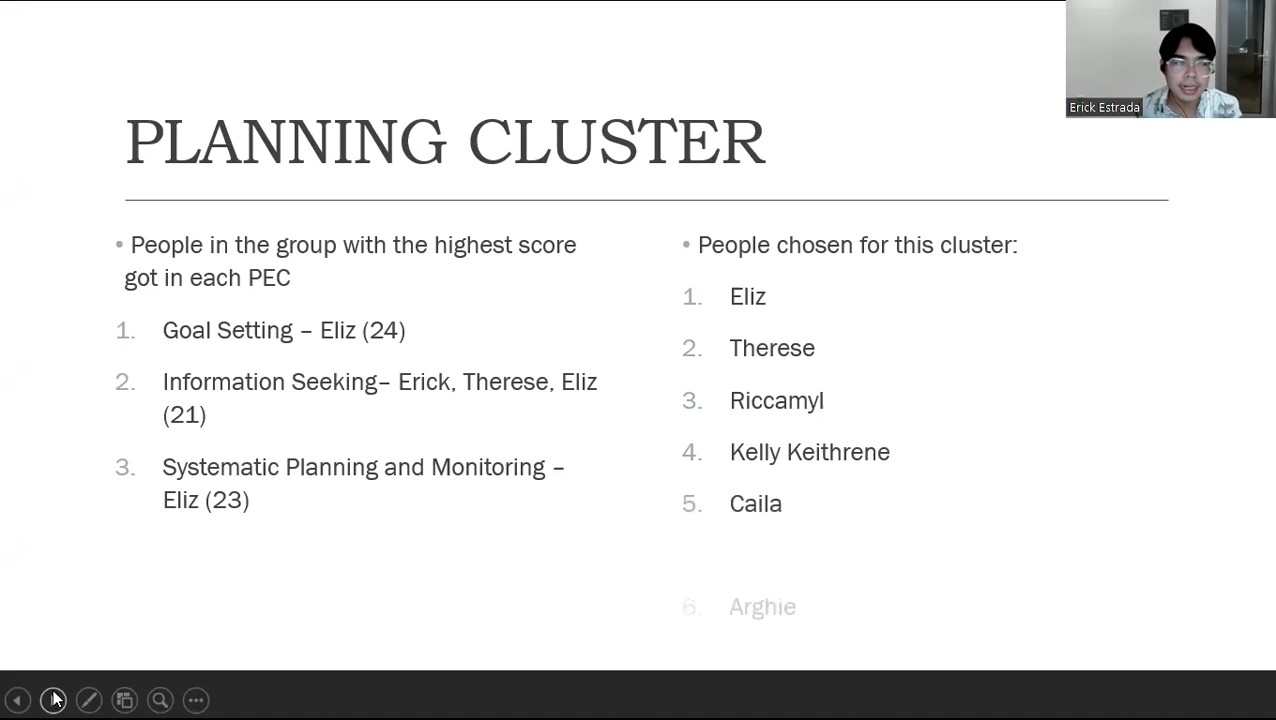 Erick Estrada
PLANNING CLUSTER
• People in the group with the highest score
got in each PEC
1. Goal Setting – Eliz (24)
2. Information Seeking– Erick, Therese, Eliz
(21)
3. Systematic Planning and Monitoring –
Eliz (23)
• People chosen for this cluster:
1. Eliz
2. Therese
3. Riccamyl
4. Kelly Keithrene
5. Caila
6. Arghie